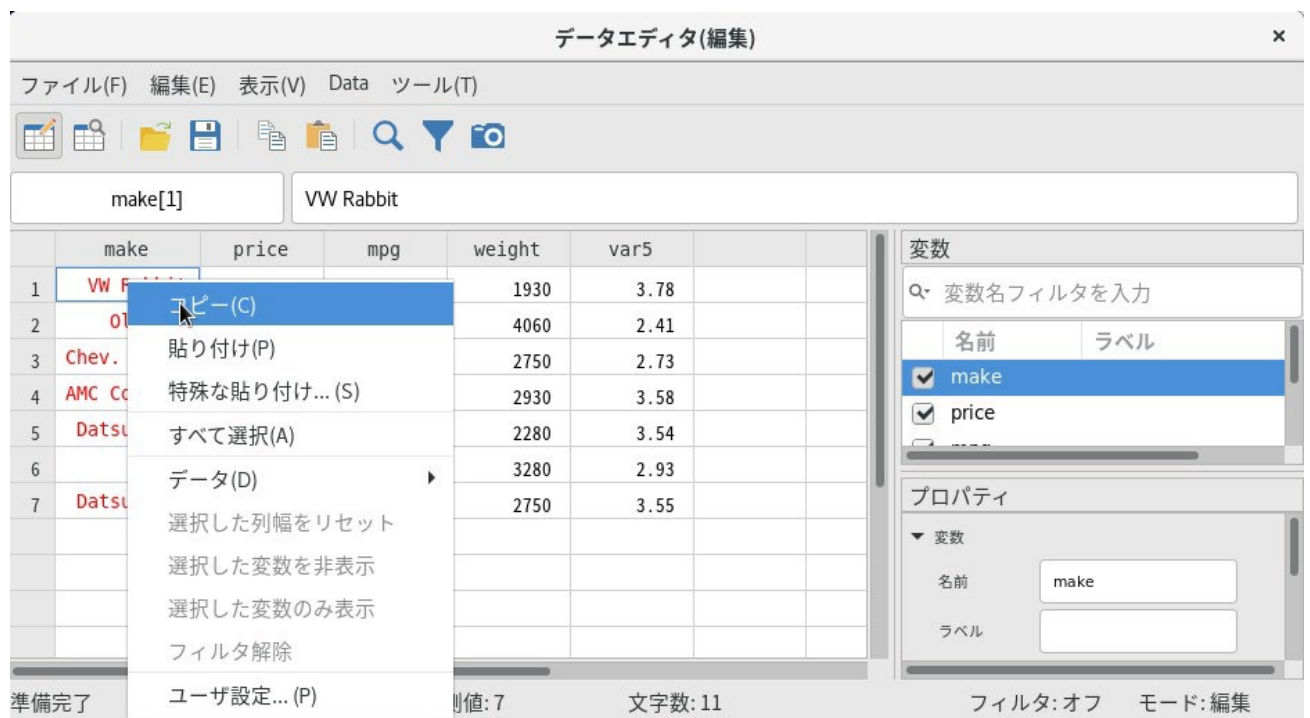 データエディタ(編集) ×
ファイル(F) 編集(E) 表示(V) Data ツール(T)
make[1] VW Rabbit
make price mpg weight var5
1 VW 1930 3.78
2 4060 2.41
3 Chev. 2750 2.73
4 AMC 2930 3.58
5 2280 3.54
6 3280 2.93
7 2750 3.55
コピー(C)
貼り付け(P)
特殊な貼り付け... (S)
すべて選択(A)
データ(D)
選択した列幅をリセット
選択した変数を非表示
選択した変数のみ表示
フィルタ解除
ユーザ設定... (P)
変数
変数名フィルタを入力
名前 ラベル
make
price
プロパティ
変数
名前 make
ラベル
準備完了 値: 7 文字数: 11 フィルタ: オフ モード: 編集